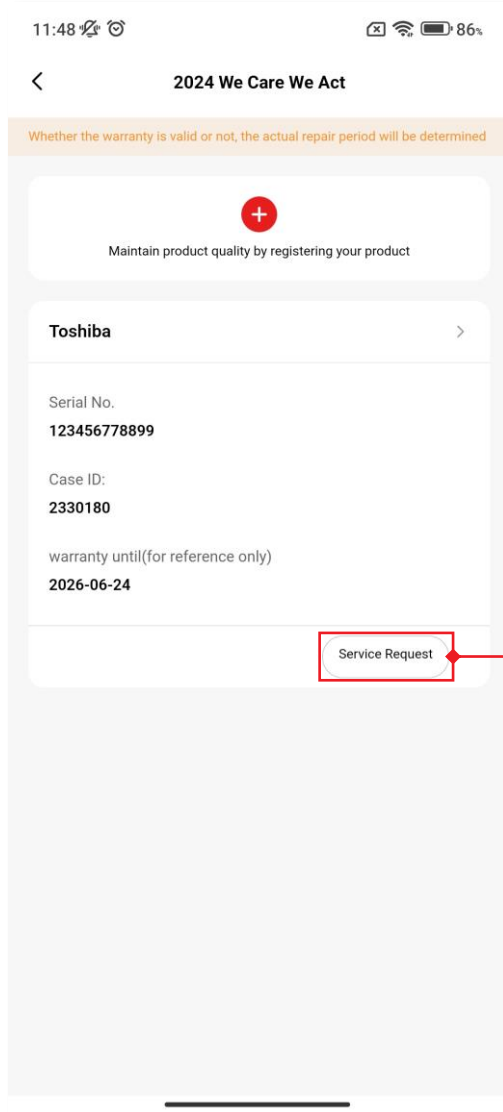 11:48 86%
2024 We Care We Act
Whether the warranty is valid or not, the actual repair period will be determined
Maintain product quality by registering your product
Toshiba
Serial No.
123456778899
Case ID:
2330180
warranty until(for reference only)
2026-06-24
Service Request